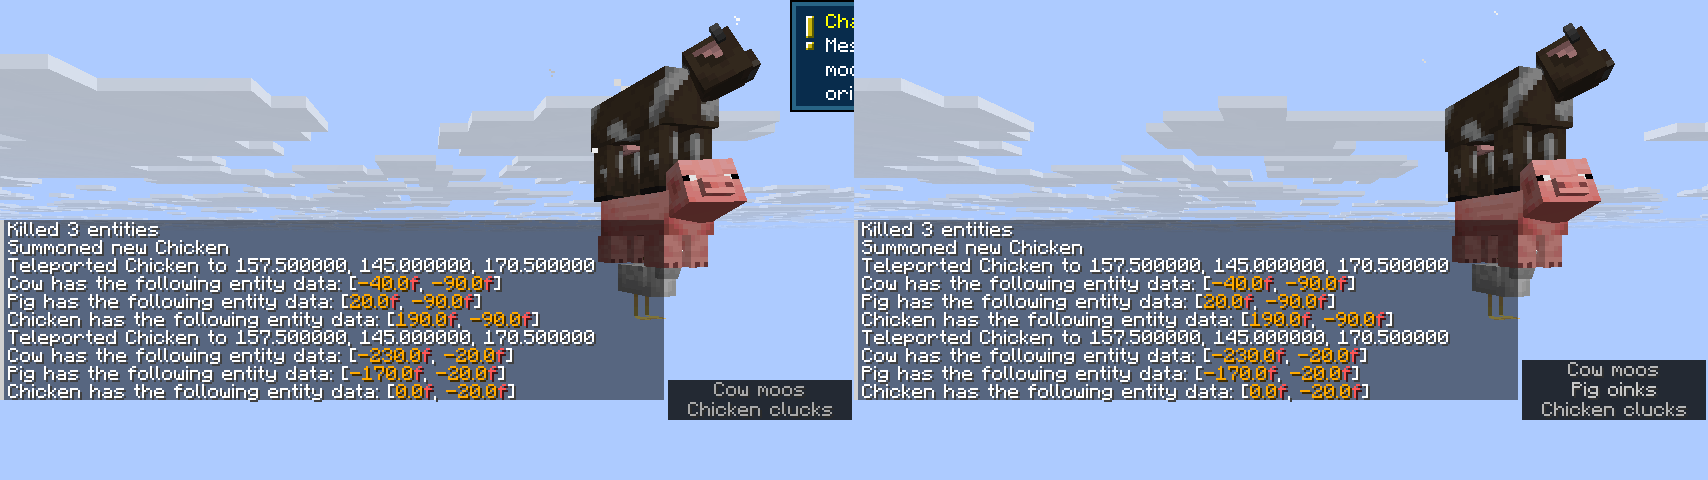 Cha
Mes
moo
ori
Killed 3 entities
Summoned new Chicken
Teleported Chicken to 157.500000, 145.000000, 170.500000
Cow has the following entity data: [-40.0f, -90.0f]
Pig has the following entity data: [20.0f, -90.0f]
Chicken has the following entity data: [190.0f, -90.0f]
Teleported Chicken to 157.500000, 145.000000, 170.500000
Cow has the following entity data: [-230.0f, -20.0f]
Pig has the following entity data: [-170.0f, -20.0f]
Chicken has the following entity data: [0.0f, -20.0f]
Cow moos
Chicken clucks
Killed 3 entities
Summoned new Chicken
Teleported Chicken to 157.500000, 145.000000, 170.500000
Cow has the following entity data: [-40.0f, -90.0f]
Pig has the following entity data: [20.0f, -90.0f]
Chicken has the following entity data: [190.0f, -90.0f]
Teleported Chicken to 157.500000, 145.000000, 170.500000
Cow has the following entity data: [-230.0f, -20.0f]
Pig has the following entity data: [-170.0f, -20.0f]
Chicken has the following entity data: [0.0f, -20.0f]
Cow moos
Pig oinks
Chicken clucks